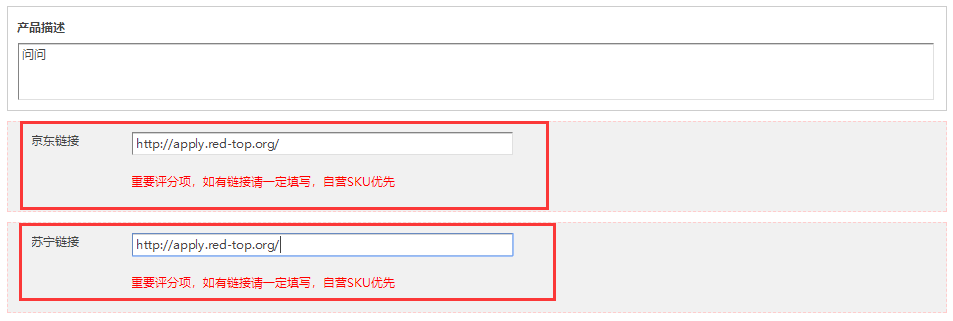 产品描述
问问
京东链接
http://apply.red-top.org/
重要评分项，如有链接请一定填写，自营SKU优先
苏宁链接
http://apply.red-top.org/
重要评分项，如有链接请一定填写，自营SKU优先